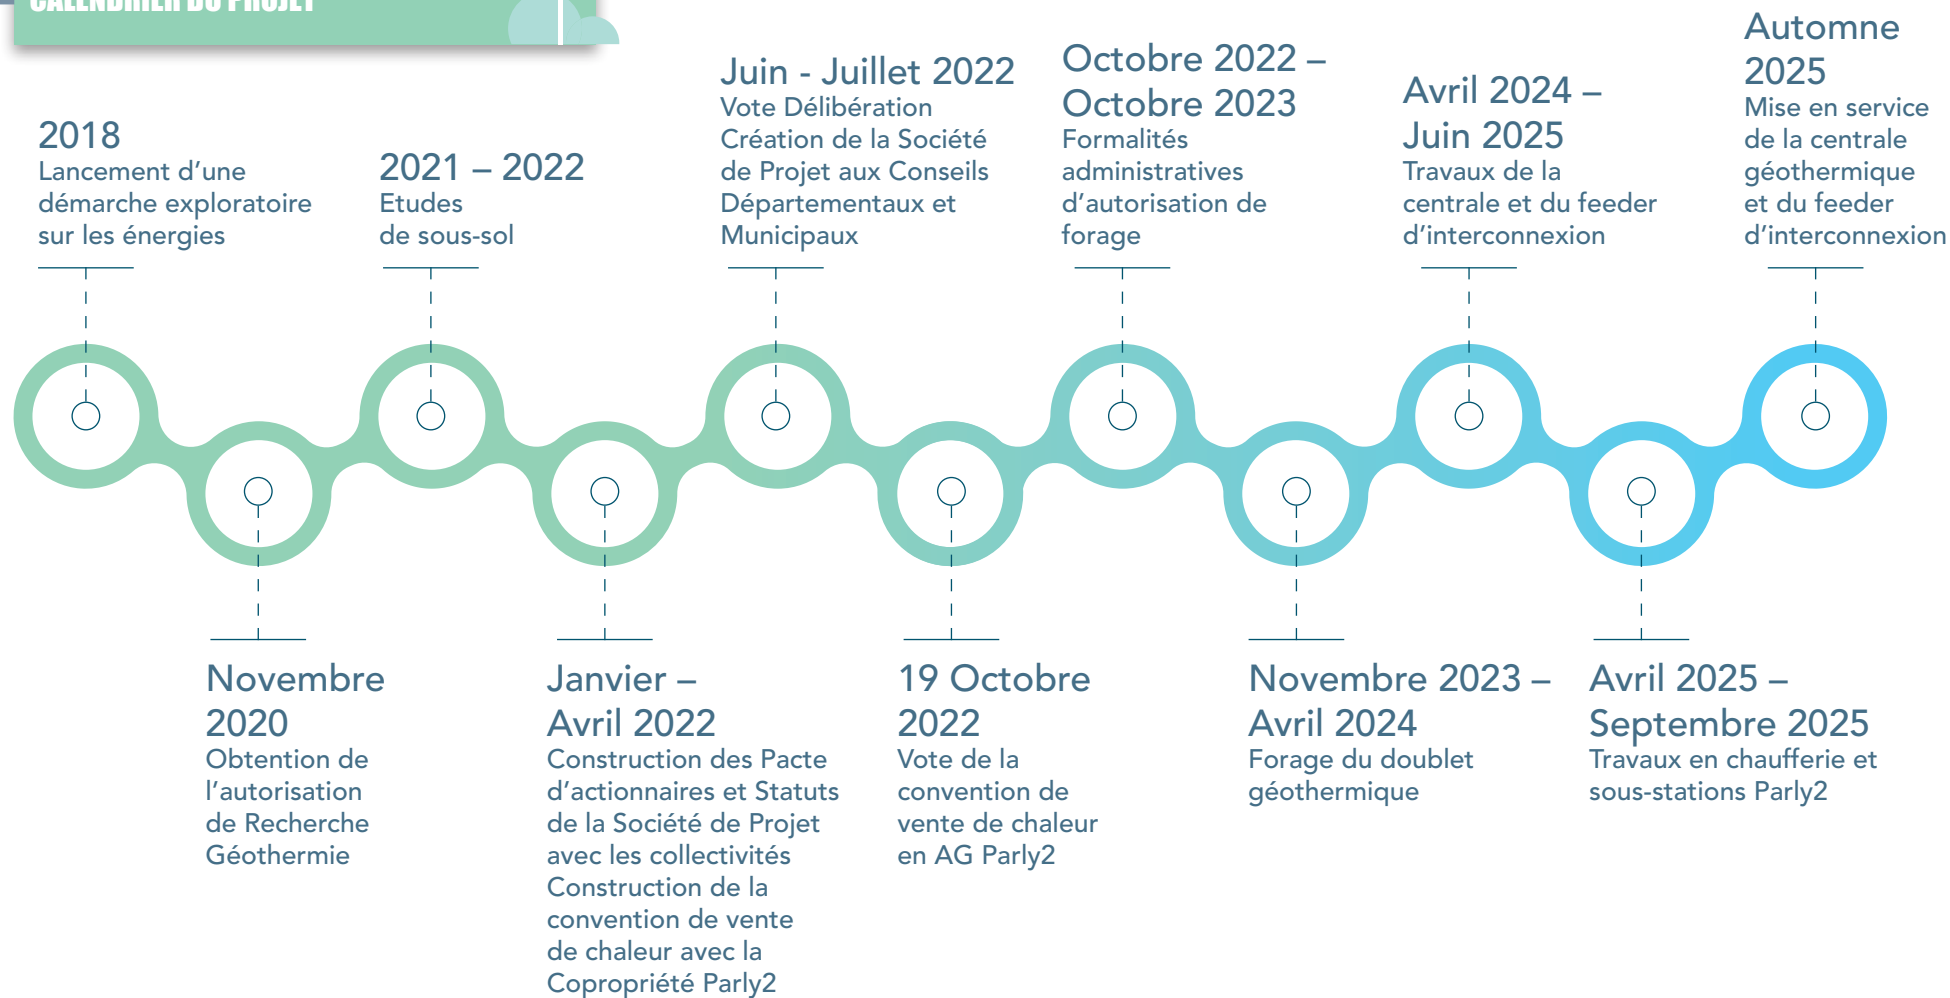 CALENDRIER DU PROJET
2018
Lancement d’une
démarche exploratoire
sur les énergies
Novembre
2020
Obtention de
l’autorisation
de Recherche
Géothermie
2021 – 2022
Etudes
de sous-sol
Janvier –
Avril 2022
Construction des Pacte
d’actionnaires et Statuts
de la Société de Projet
avec les collectivités
Construction de la
convention de vente
de chaleur avec la
Copropriété Parly2
Juin - Juillet 2022
Vote Délibération
Création de la Société
de Projet aux Conseils
Départementaux et
Municipaux
19 Octobre
2022
Vote de la
convention de
vente de chaleur
en AG Parly2
Octobre 2022 –
Octobre 2023
Formalités
administratives
d’autorisation de
forage
Novembre 2023 –
Avril 2024
Forage du doublet
géothermique
Avril 2024 –
Juin 2025
Travaux de la
centrale et du feeder
d’interconnexion
Avril 2025 –
Septembre 2025
Travaux en chaufferie et
sous-stations Parly2
Automne
2025
Mise en service
de la centrale
géothermique
et du feeder
d’interconnexion